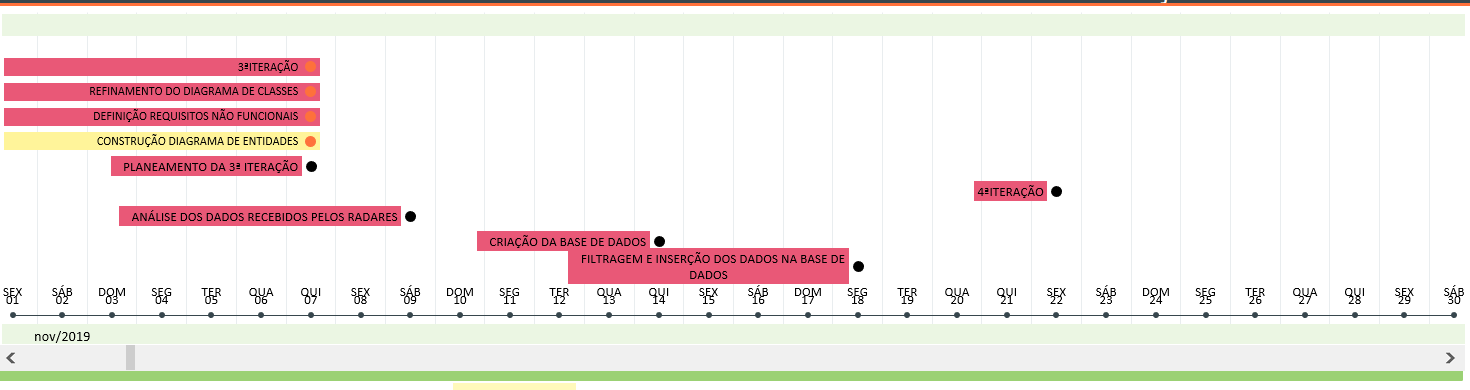 3ªITERAÇÃO
REFINAMENTO DO DIAGRAMA DE CLASSES
DEFINIÇÃO REQUISITOS NÃO FUNCIONAIS
CONSTRUÇÃO DIAGRAMA DE ENTIDADES
PLANEAMENTO DA 3ª ITERAÇÃO
4ªITERAÇÃO
ANÁLISE DOS DADOS RECEBIDOS PELOS RADARES
CRIAÇÃO DA BASE DE DADOS
FILTRAGEM E INSERÇÃO DOS DADOS NA BASE DE
DADOS
SEX SÁB DOM SEG TER QUA QUI SEX SÁB DOM SEG TER QUA QUI SEX SÁB DOM SEG TER QUA QUI SEX SÁB DOM SEG TER QUA QUI SEX SÁB
01 02 03 04 05 06 07 08 09 10 11 12 13 14 15 16 17 18 19 20 21 22 23 24 25 26 27 28 29 30
nov/2019